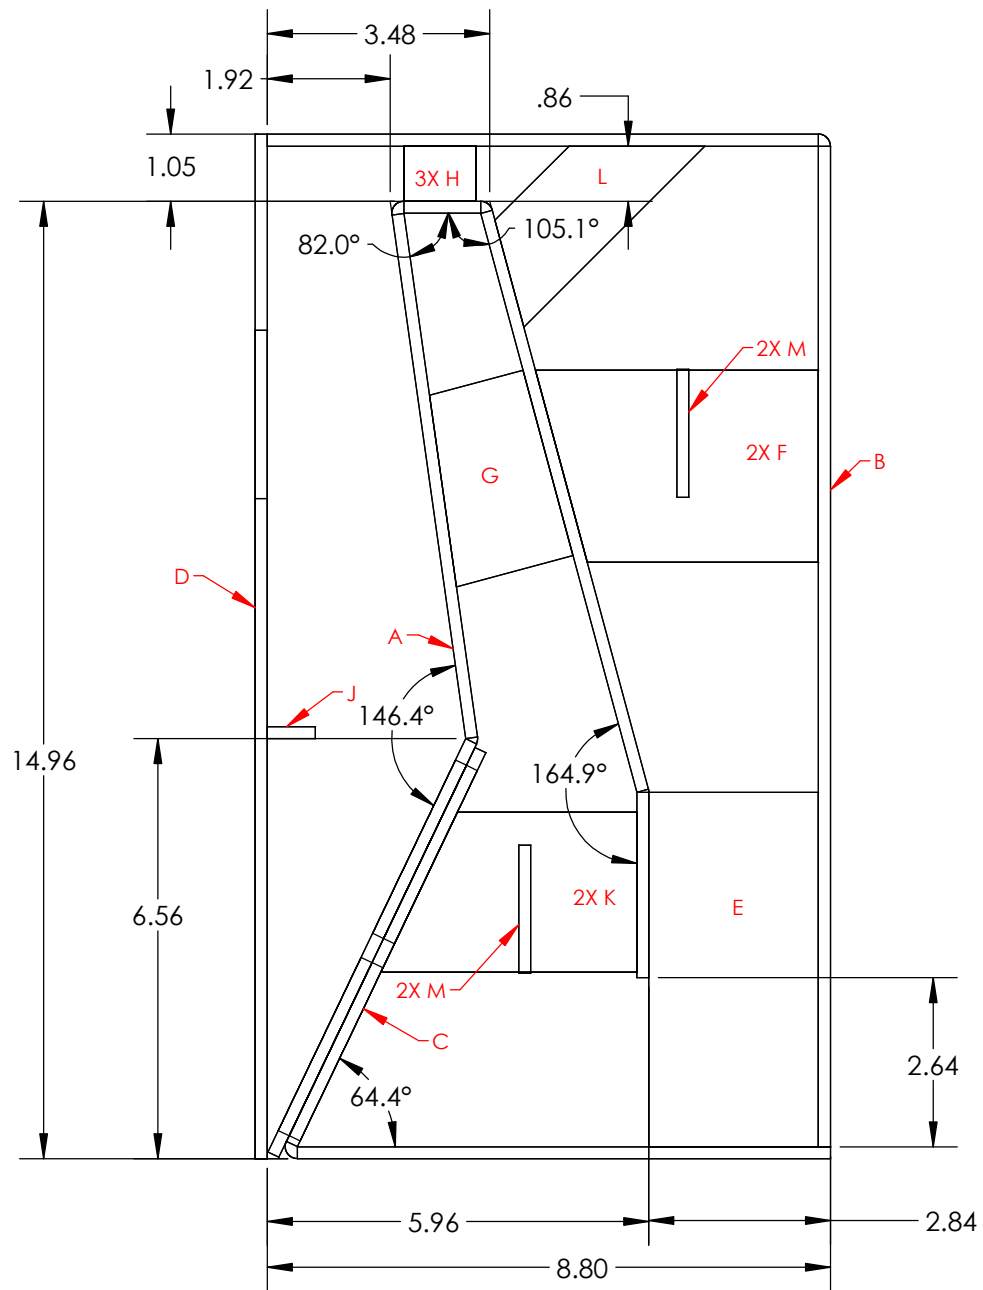 3.48
1.92
.86
1.05
3X H
L
82.0°
105.1°
2X M
2X F
B
G
D
A
J
146.4°
14.96
164.9°
6.56
2X K
E
2X M
C
2.64
64.4°
5.96
2.84
8.80